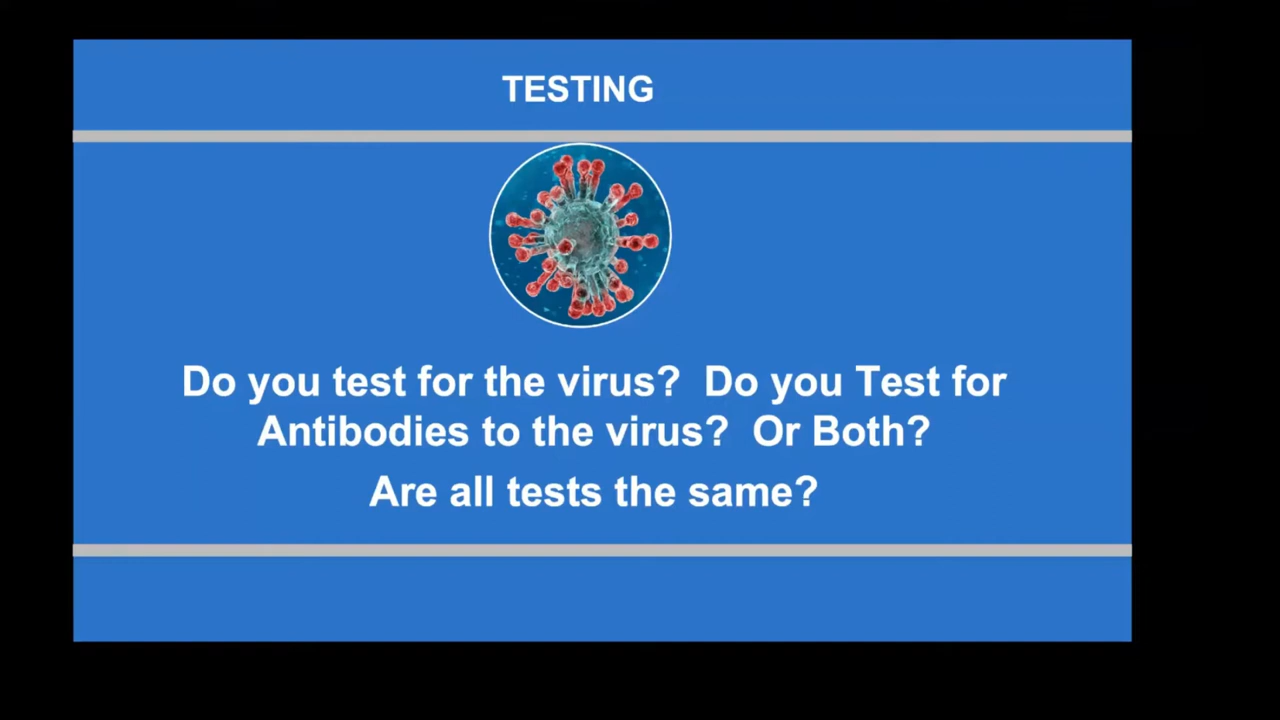 TESTING
Do you test for the virus? Do you Test for
Antibodies to the virus? Or Both?
Are all tests the same?